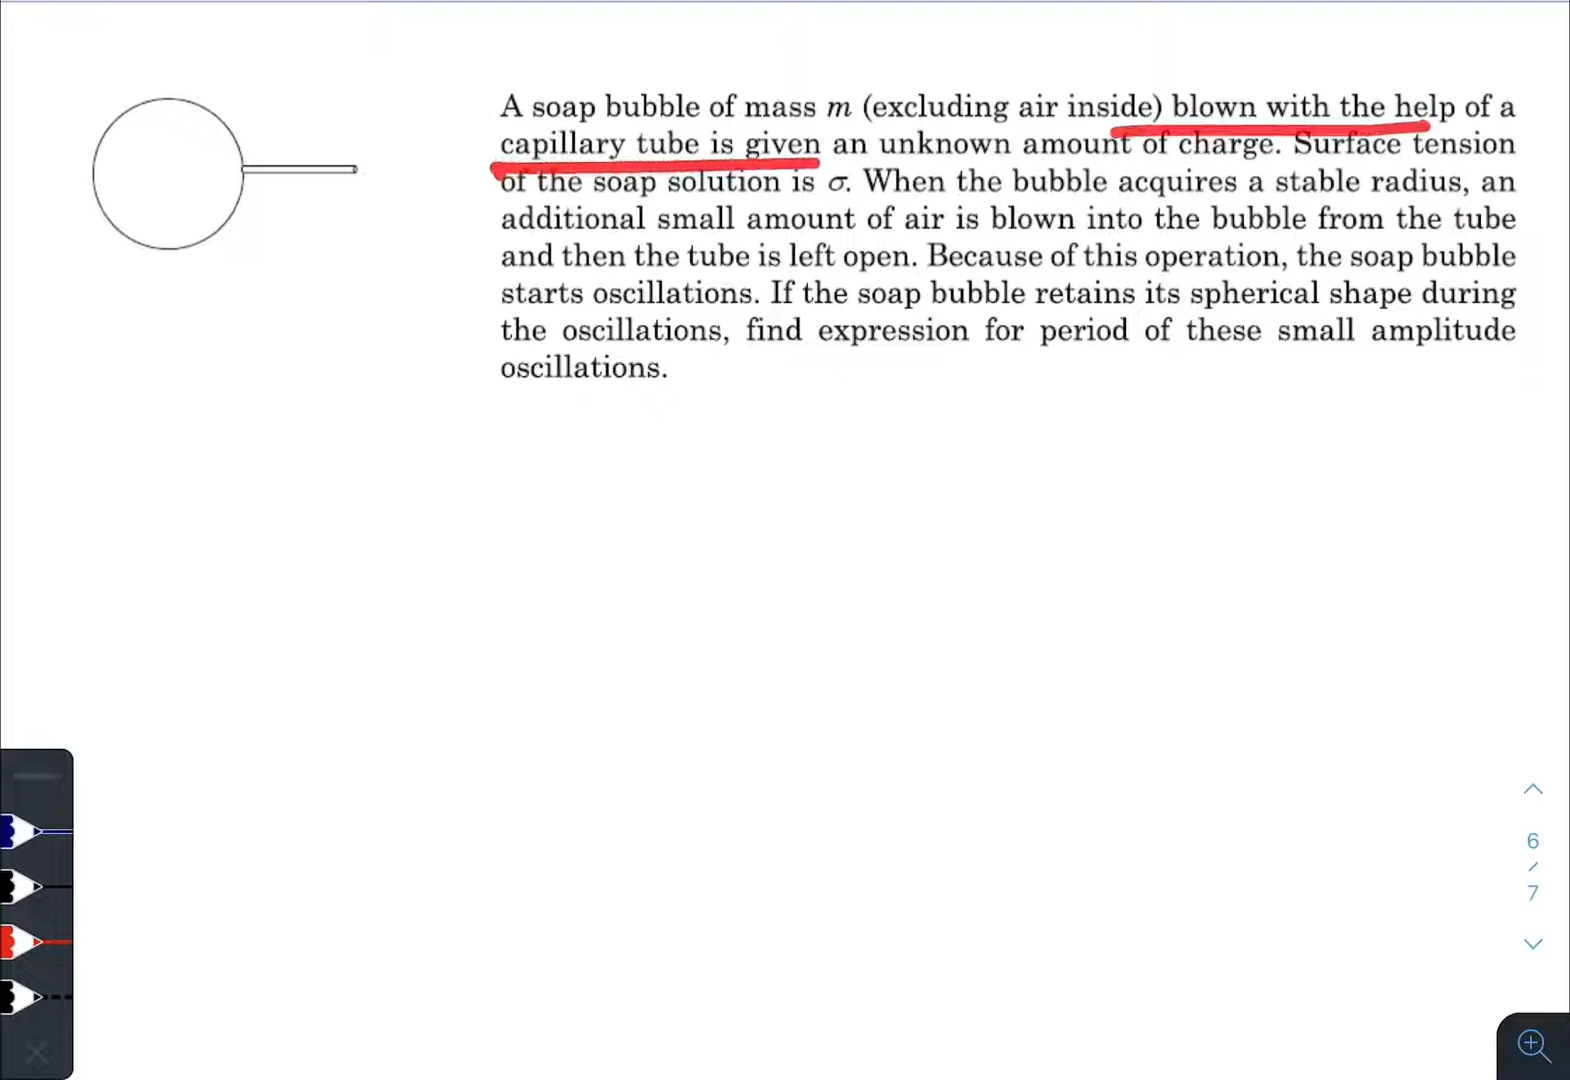 A soap bubble of mass m (excluding air inside) blown with the help of a
capillary tube is given an unknown amount of charge. Surface tension
of the soap solution is σ. When the bubble acquires a stable radius, an
additional small amount of air is blown into the bubble from the tube
and then the tube is left open. Because of this operation, the soap bubble
starts oscillations. If the soap bubble retains its spherical shape during
the oscillations, find expression for period of these small amplitude
oscillations.
6
/
7